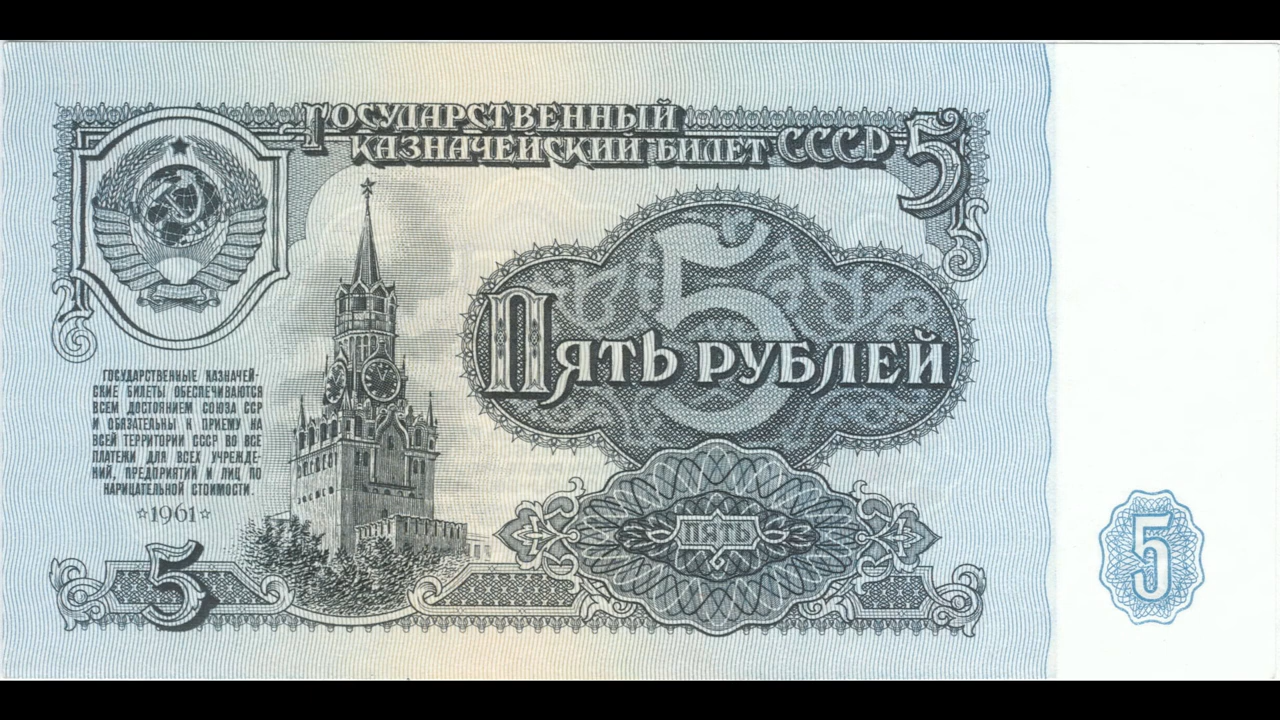 ГОСУДАРСТВЕННЫЙ
КАЗНАЧЕЙСКИЙ БИЛЕТ СССР 5
5
ПЯТЬ РУБЛЕЙ
ГОСУДАРСТВЕННЫЕ КАЗНАЧЕЙ-
СКИЕ БИЛЕТЫ ОБЕСПЕЧИВАЮТСЯ
ВСЕМ ДОСТОЯНИЕМ СОЮЗА ССР
И ОБЯЗАТЕЛЬНЫ К ПРИЕМУ НА
ВСЕЙ ТЕРРИТОРИИ СССР ВО ВСЕ
ПЛАТЕЖИ ДЛЯ ВСЕХ УЧРЕЖДЕ-
НИЙ, ПРЕДПРИЯТИЙ И ЛИЦ ПО
НАРИЦАТЕЛЬНОЙ СТОИМОСТИ.
☆1961☆
ПЯТЬ
5
5